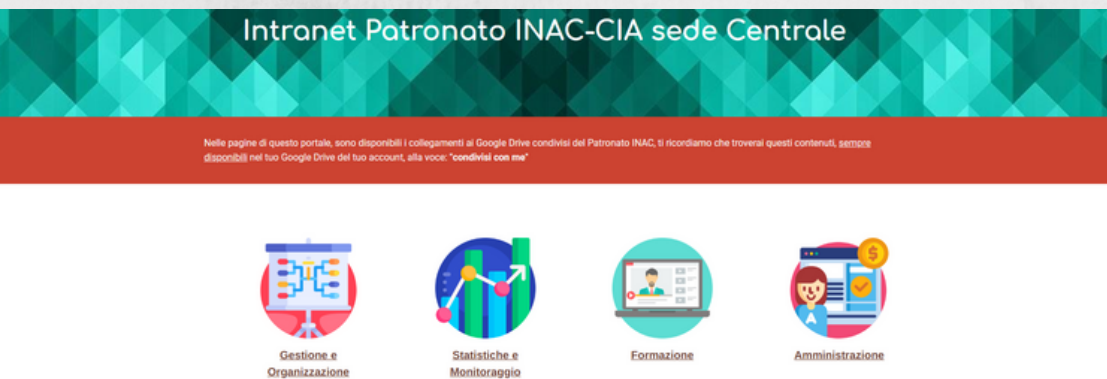 Intranet Patronato INAC-CIA sede Centrale
Nelle pagine di questo portale, sono disponibili i collegamenti ai Google Drive condivisi del Patronato INAC, ti ricordiamo che troverai questi contenuti, sempre
disponibili nel tuo Google Drive del tuo account, alla voce: "condivisi con me"
Gestione e
Organizzazione
Statistiche e
Monitoraggio
Formazione
Amministrazione